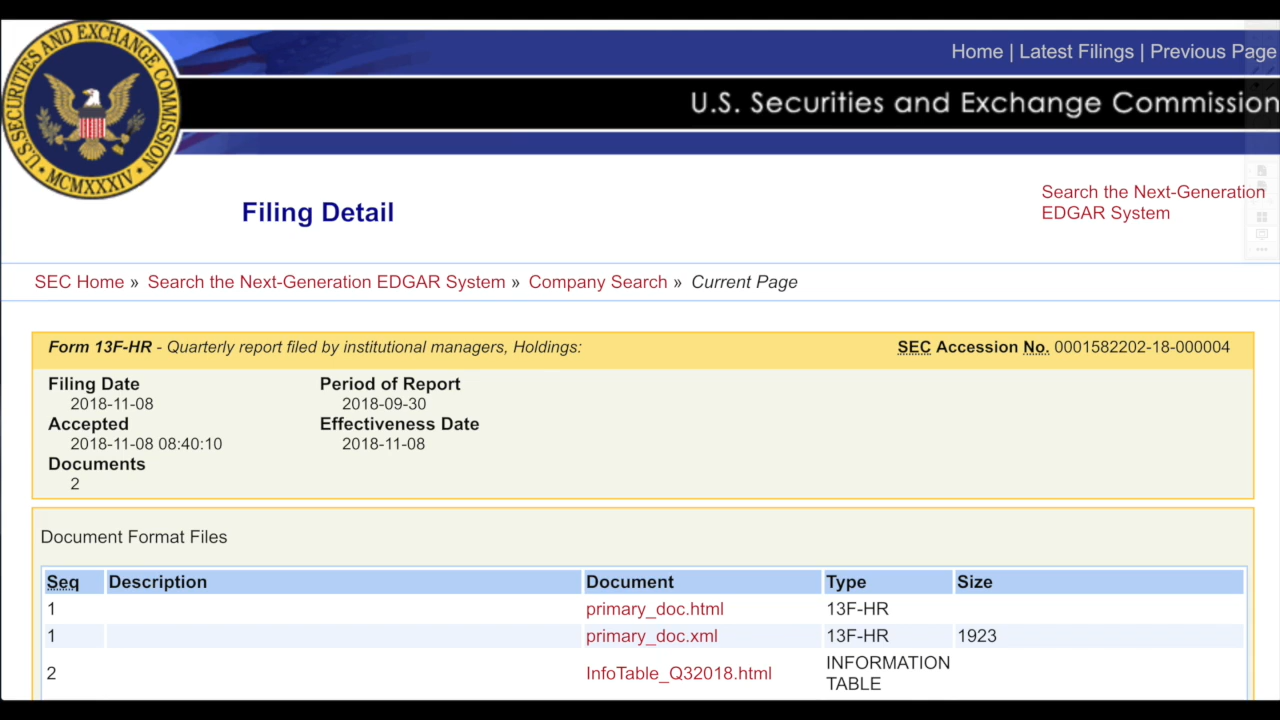 U.S. SECURITIES AND EXCHANGE COMMISSION
MCMXXXIV
Home | Latest Filings | Previous Page
U.S. Securities and Exchange Commission
Filing Detail
Search the Next-Generation
EDGAR System
SEC Home » Search the Next-Generation EDGAR System » Company Search » Current Page
Form 13F-HR - Quarterly report filed by institutional managers, Holdings: SEC Accession No. 0001582202-18-000004
Filing Date Period of Report
2018-11-08 2018-09-30
Accepted Effectiveness Date
2018-11-08 08:40:10 2018-11-08
Documents
2
Document Format Files
Seq Description Document Type Size
1 primary_doc.html 13F-HR
1 primary_doc.xml 13F-HR 1923
2 InfoTable_Q32018.html INFORMATION
TABLE